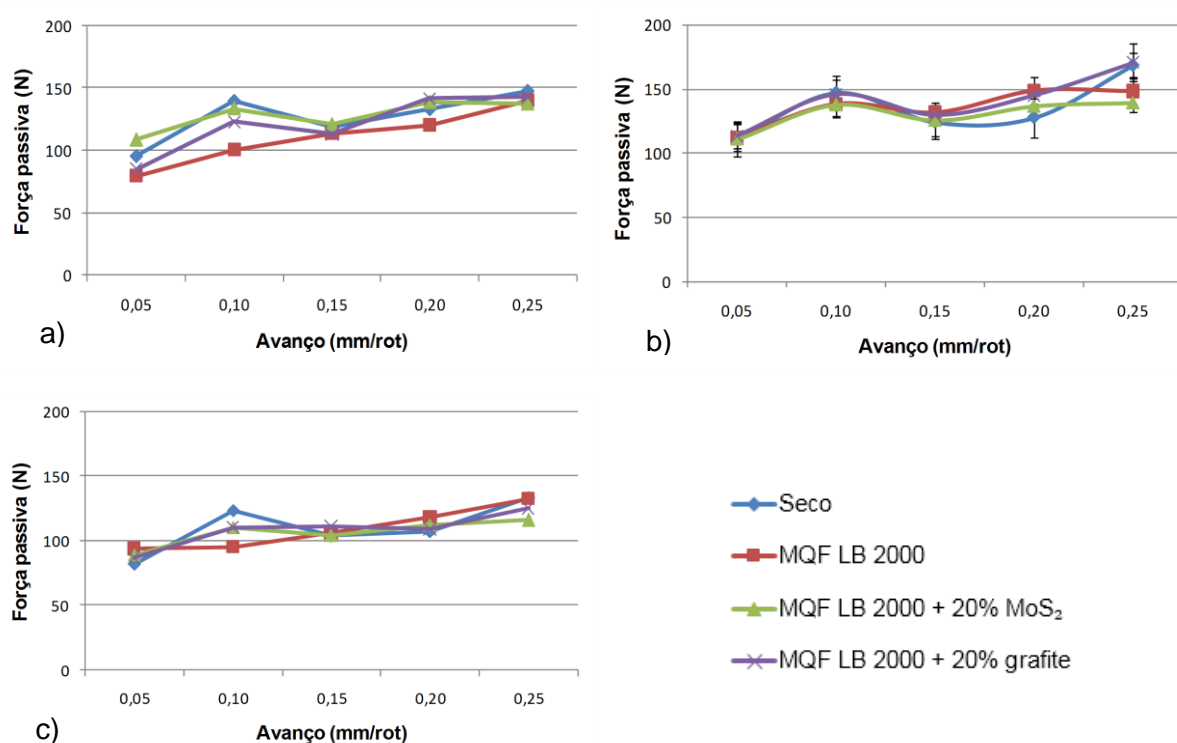 200
150
100
50
0
Força passiva (N)
0,05 0,10 0,15 0,20 0,25
Avanço (mm/rot)
a)
200
150
100
50
0
Força passiva (N)
0,05 0,10 0,15 0,20 0,25
Avanço (mm/rot)
b)
200
150
100
50
0
Força passiva (N)
0,05 0,10 0,15 0,20 0,25
Avanço (mm/rot)
c)
Seco
MQF LB 2000
MQF LB 2000 + 20% MoS₂
MQF LB 2000 + 20% grafite